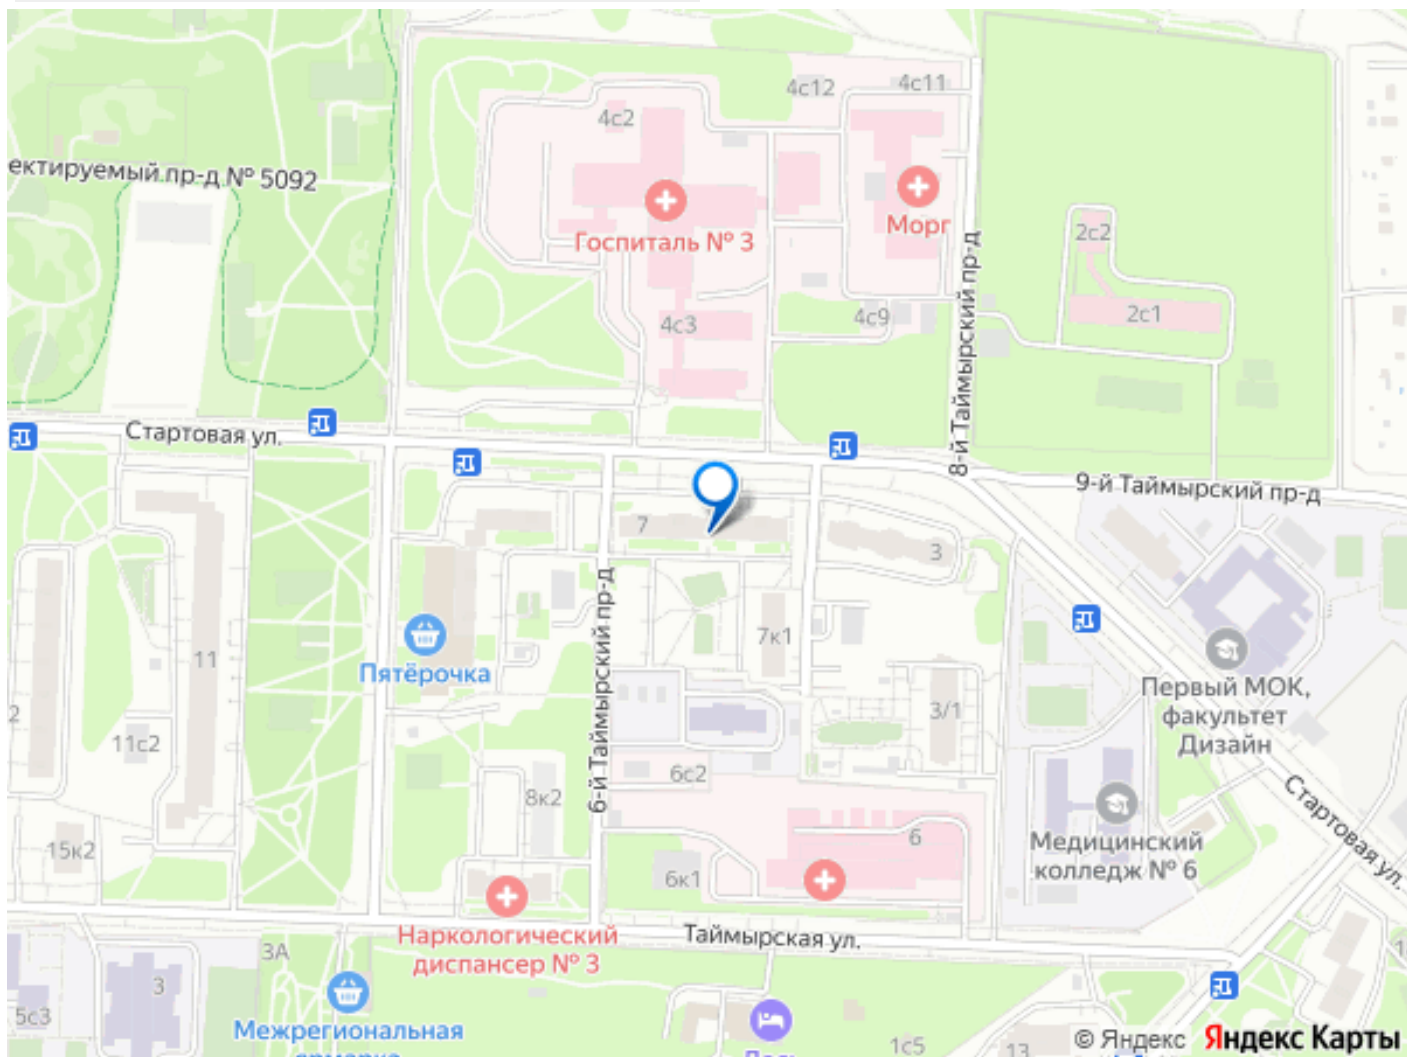 4с12
4с11
4с2
ектируемый пр-д № 5092
Госпиталь № 3
Морг
2с2
2с1
4с9
4с3
8-й Таймырский пр-д
Стартовая ул.
9-й Таймырский пр-д
7
3
6-й Таймырский пр-д
7к1
Пятёрочка
11
Первый МОК,
факультет
Дизайн
2
3/1
11с2
6с2
8к2
Стартовая ул.
6
15к2
Медицинский
колледж № 6
6к1
Наркологический
диспансер № 3
Таймырская ул.
3А
3
5с3
Межрегиональная
ярмарка
1с5
13
© Яндекс Яндекс Карты